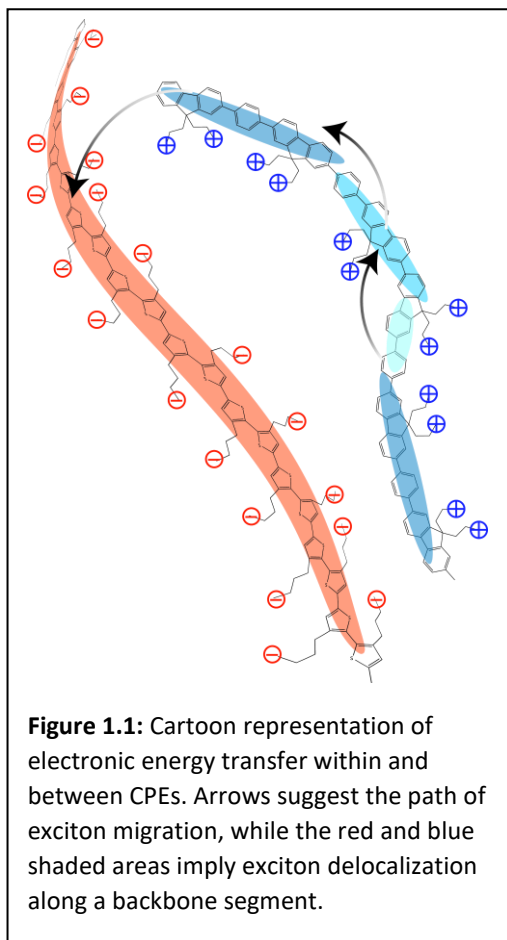 S
Figure 1.1: Cartoon representation of
electronic energy transfer within and
between CPEs. Arrows suggest the path of
exciton migration, while the red and blue
shaded areas imply exciton delocalization
along a backbone segment.